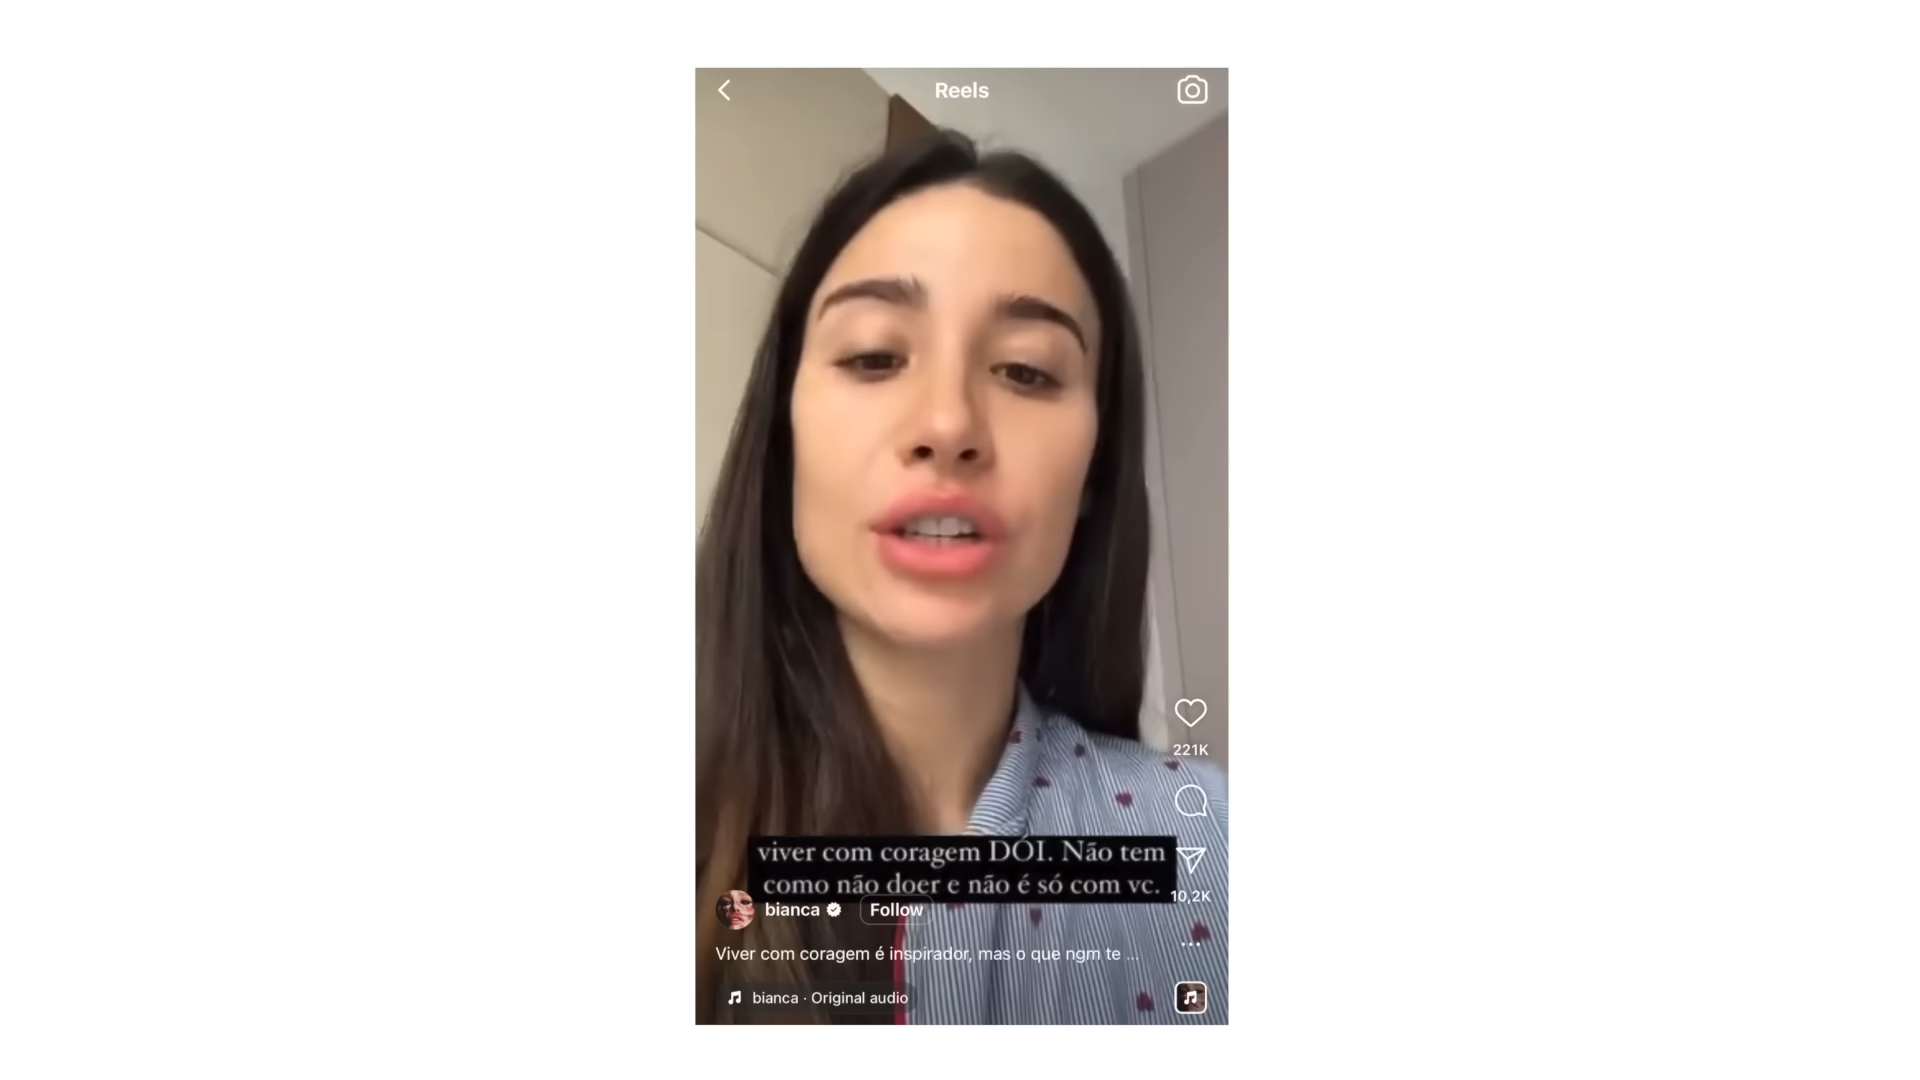 Reels
221K
viver com coragem DÓI. Não tem
como não doer e não é só com vc.
10,2K
bianca
Follow
Viver com coragem é inspirador, mas o que ngm te ...
bianca · Original audio